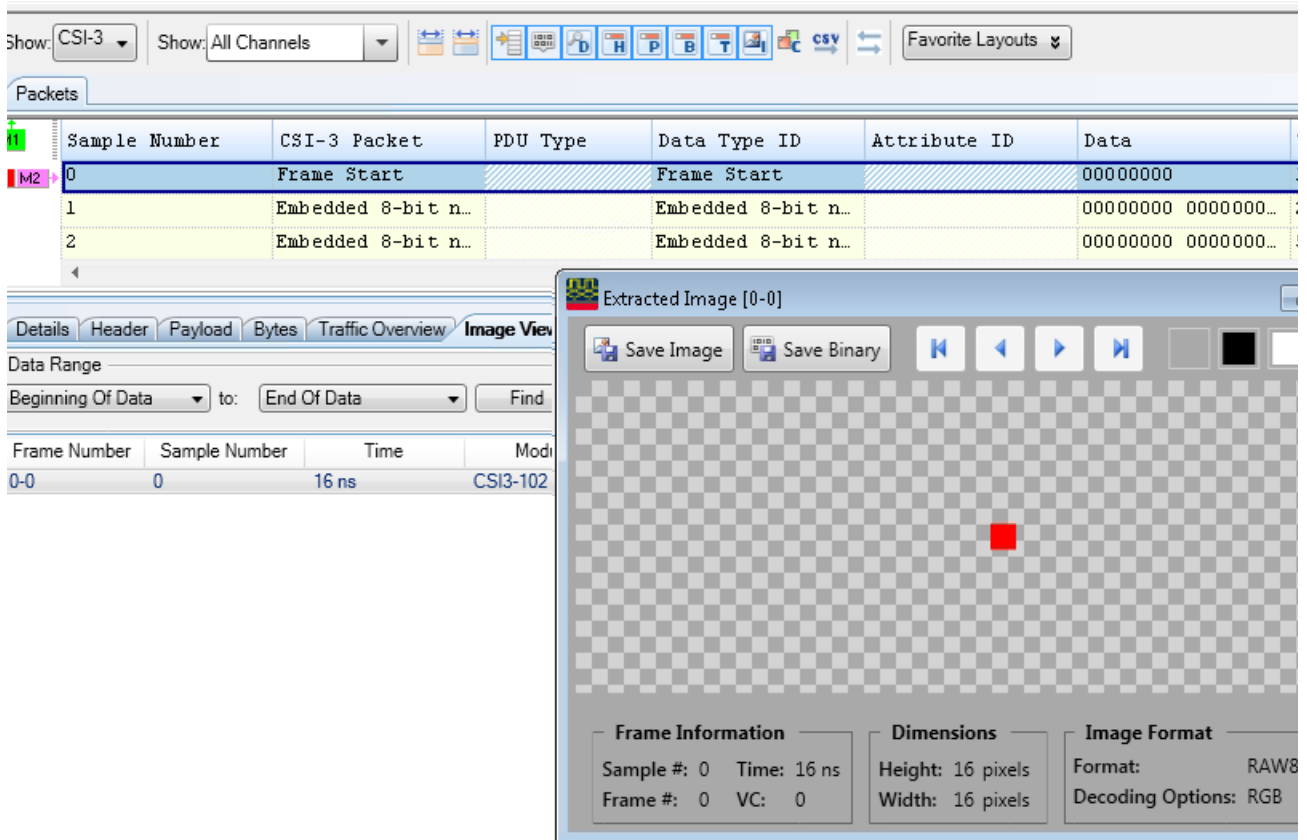 Show: CSI-3 Show: All Channels CSV Favorite Layouts
Packets
Sample Number CSI-3 Packet PDU Type Data Type ID Attribute ID Data
M2 0 Frame Start Frame Start 00000000
1 Embedded 8-bit n… Embedded 8-bit n… 00000000 0000000…
2 Embedded 8-bit n… Embedded 8-bit n… 00000000 0000000…
Extracted Image [0-0]
Details Header Payload Bytes Traffic Overview Image View
Save Image Save Binary
Data Range
Beginning Of Data to: End Of Data Find
Frame Number Sample Number Time Modu
0-0 0 16 ns CSI3-102
Frame Information Dimensions Image Format
Sample #: 0 Time: 16 ns Height: 16 pixels Format: RAW8
Frame #: 0 VC: 0 Width: 16 pixels Decoding Options: RGB